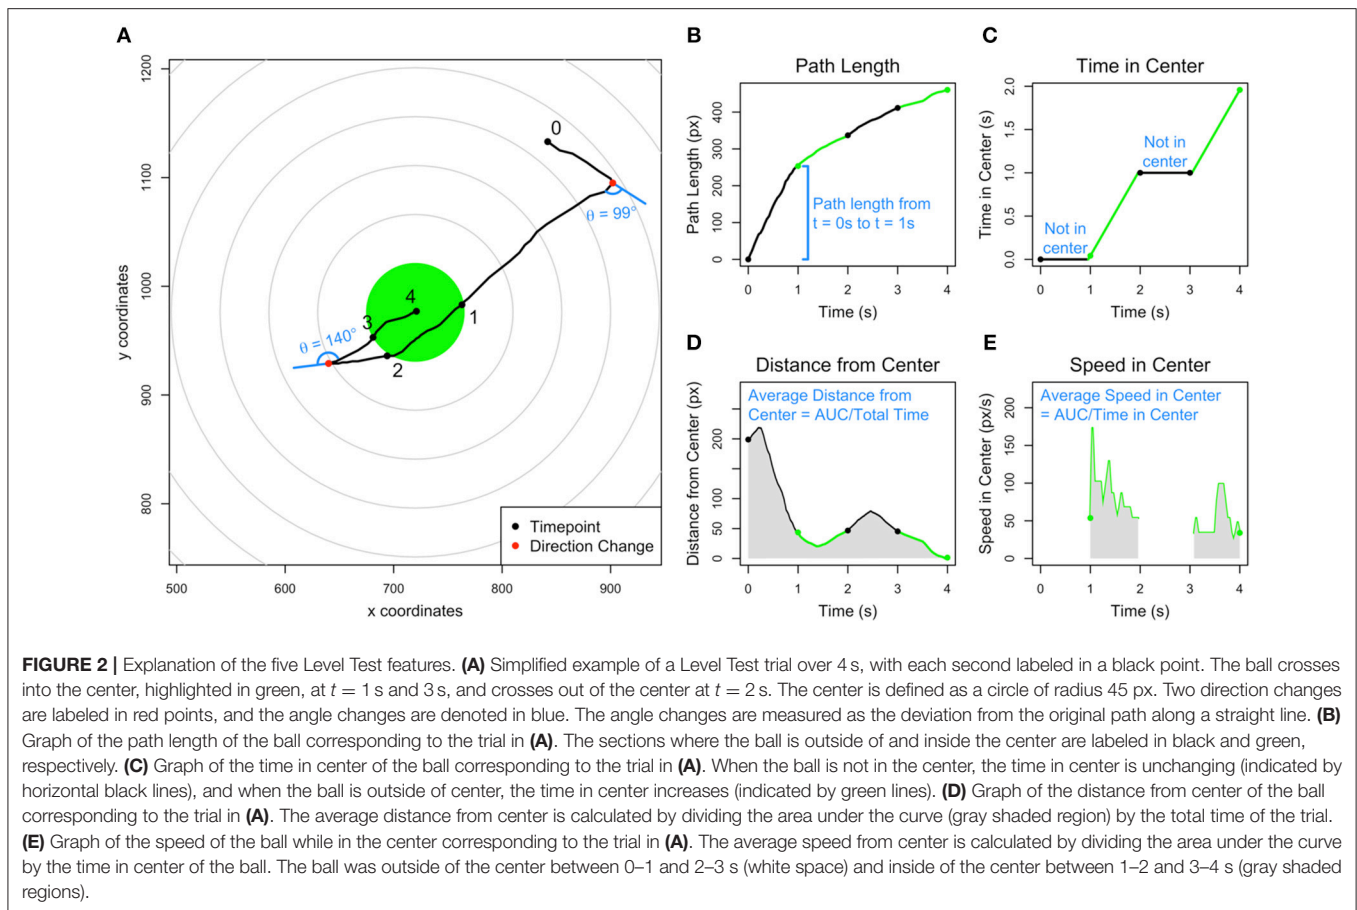 A
1200
1100
1000
900
800
y coordinates
500
600
700
800
900
x coordinates
0
θ = 99°
4
3
1
2
θ = 140°
Timepoint
Direction Change
B
Path Length
Path Length (px)
0
100
200
300
400
Path length from
t = 0s to t = 1s
0 1 2 3 4
Time (s)
C
Time in Center
Time in Center (s)
0.0
0.5
1.0
1.5
2.0
Not in
center
Not in
center
0 1 2 3 4
Time (s)
D
Distance from Center
Distance from Center (px)
0
50
100
200
Average Distance from
Center = AUC/Total Time
0 1 2 3 4
Time (s)
E
Speed in Center
Speed in Center (px/s)
0
50
100
150
200
Average Speed in Center
= AUC/Time in Center
0 1 2 3 4
Time (s)
FIGURE 2 | Explanation of the five Level Test features. (A) Simplified example of a Level Test trial over 4 s, with each second labeled in a black point. The ball crosses
into the center, highlighted in green, at t = 1 s and 3 s, and crosses out of the center at t = 2 s. The center is defined as a circle of radius 45 px. Two direction changes
are labeled in red points, and the angle changes are denoted in blue. The angle changes are measured as the deviation from the original path along a straight line. (B)
Graph of the path length of the ball corresponding to the trial in (A). The sections where the ball is outside of and inside the center are labeled in black and green,
respectively. (C) Graph of the time in center of the ball corresponding to the trial in (A). When the ball is not in the center, the time in center is unchanging (indicated by
horizontal black lines), and when the ball is outside of center, the time in center increases (indicated by green lines). (D) Graph of the distance from center of the ball
corresponding to the trial in (A). The average distance from center is calculated by dividing the area under the curve (gray shaded region) by the total time of the trial.
(E) Graph of the speed of the ball while in the center corresponding to the trial in (A). The average speed from center is calculated by dividing the area under the curve
by the time in center of the ball. The ball was outside of the center between 0–1 and 2–3 s (white space) and inside of the center between 1–2 and 3–4 s (gray shaded
regions).